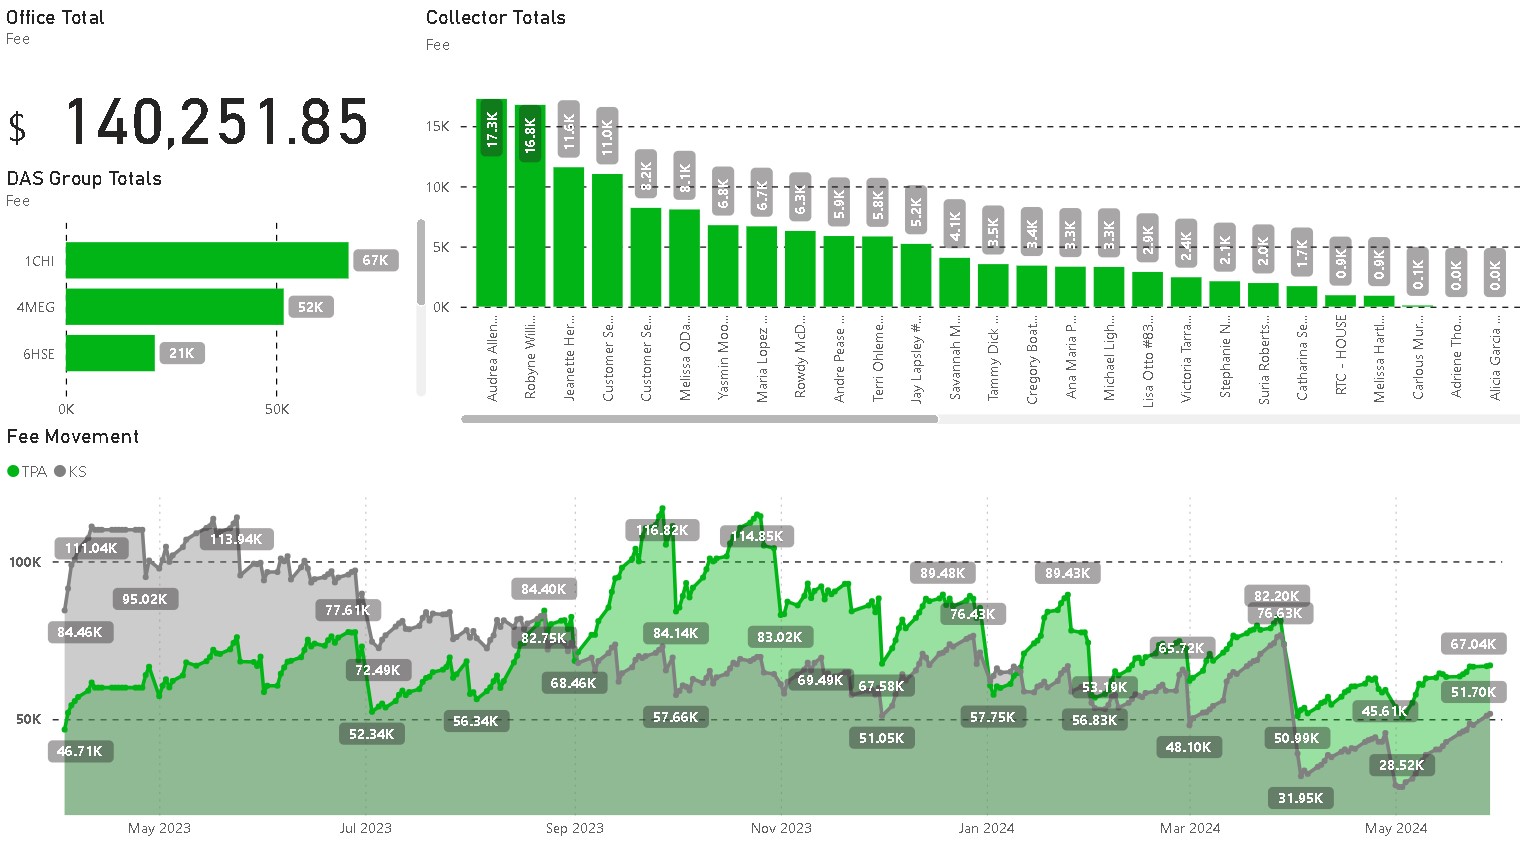 Office Total
Fee
$ 140,251.85
DAS Group Totals
Fee
1CHI
67K
4MEG
52K
6HSE
21K
0K
50K
Collector Totals
Fee
15K
10K
5K
0K
17.3K
16.8K
11.6K
11.0K
8.2K
8.1K
6.8K
6.7K
6.3K
5.9K
5.8K
5.2K
4.1K
3.5K
3.4K
3.3K
3.3K
2.9K
2.4K
2.1K
2.0K
1.7K
0.9K
0.9K
0.1K
0.0K
0.0K
Audrea Allen...
Robyne Willi...
Jeanette Her...
Customer Se...
Customer Se...
Melissa ODa...
Yasmin Moo...
Maria Lopez ...
Rowdy McD...
Andre Pease ...
Terri Ohleme...
Jay Lapsley #...
Savannah M...
Tammy Dick ...
Cregory Boat...
Ana Maria P...
Michael Ligh...
Lisa Otto #83...
Victoria Tarra...
Stephanie N...
Suria Roberts...
Catharina Se...
RTC - HOUSE
Melissa Hartl...
Carlous Mur...
Adriene Tho...
Alicia Garcia ...
Fee Movement
TPA KS
100K
50K
111.04K
95.02K
84.46K
46.71K
113.94K
77.61K
72.49K
52.34K
56.34K
84.40K
82.75K
68.46K
116.82K
84.14K
57.66K
114.85K
83.02K
69.49K
67.58K
51.05K
89.48K
76.43K
57.75K
89.43K
53.19K
56.83K
65.72K
48.10K
82.20K
76.63K
50.99K
31.95K
45.61K
28.52K
67.04K
51.70K
May 2023
Jul 2023
Sep 2023
Nov 2023
Jan 2024
Mar 2024
May 2024